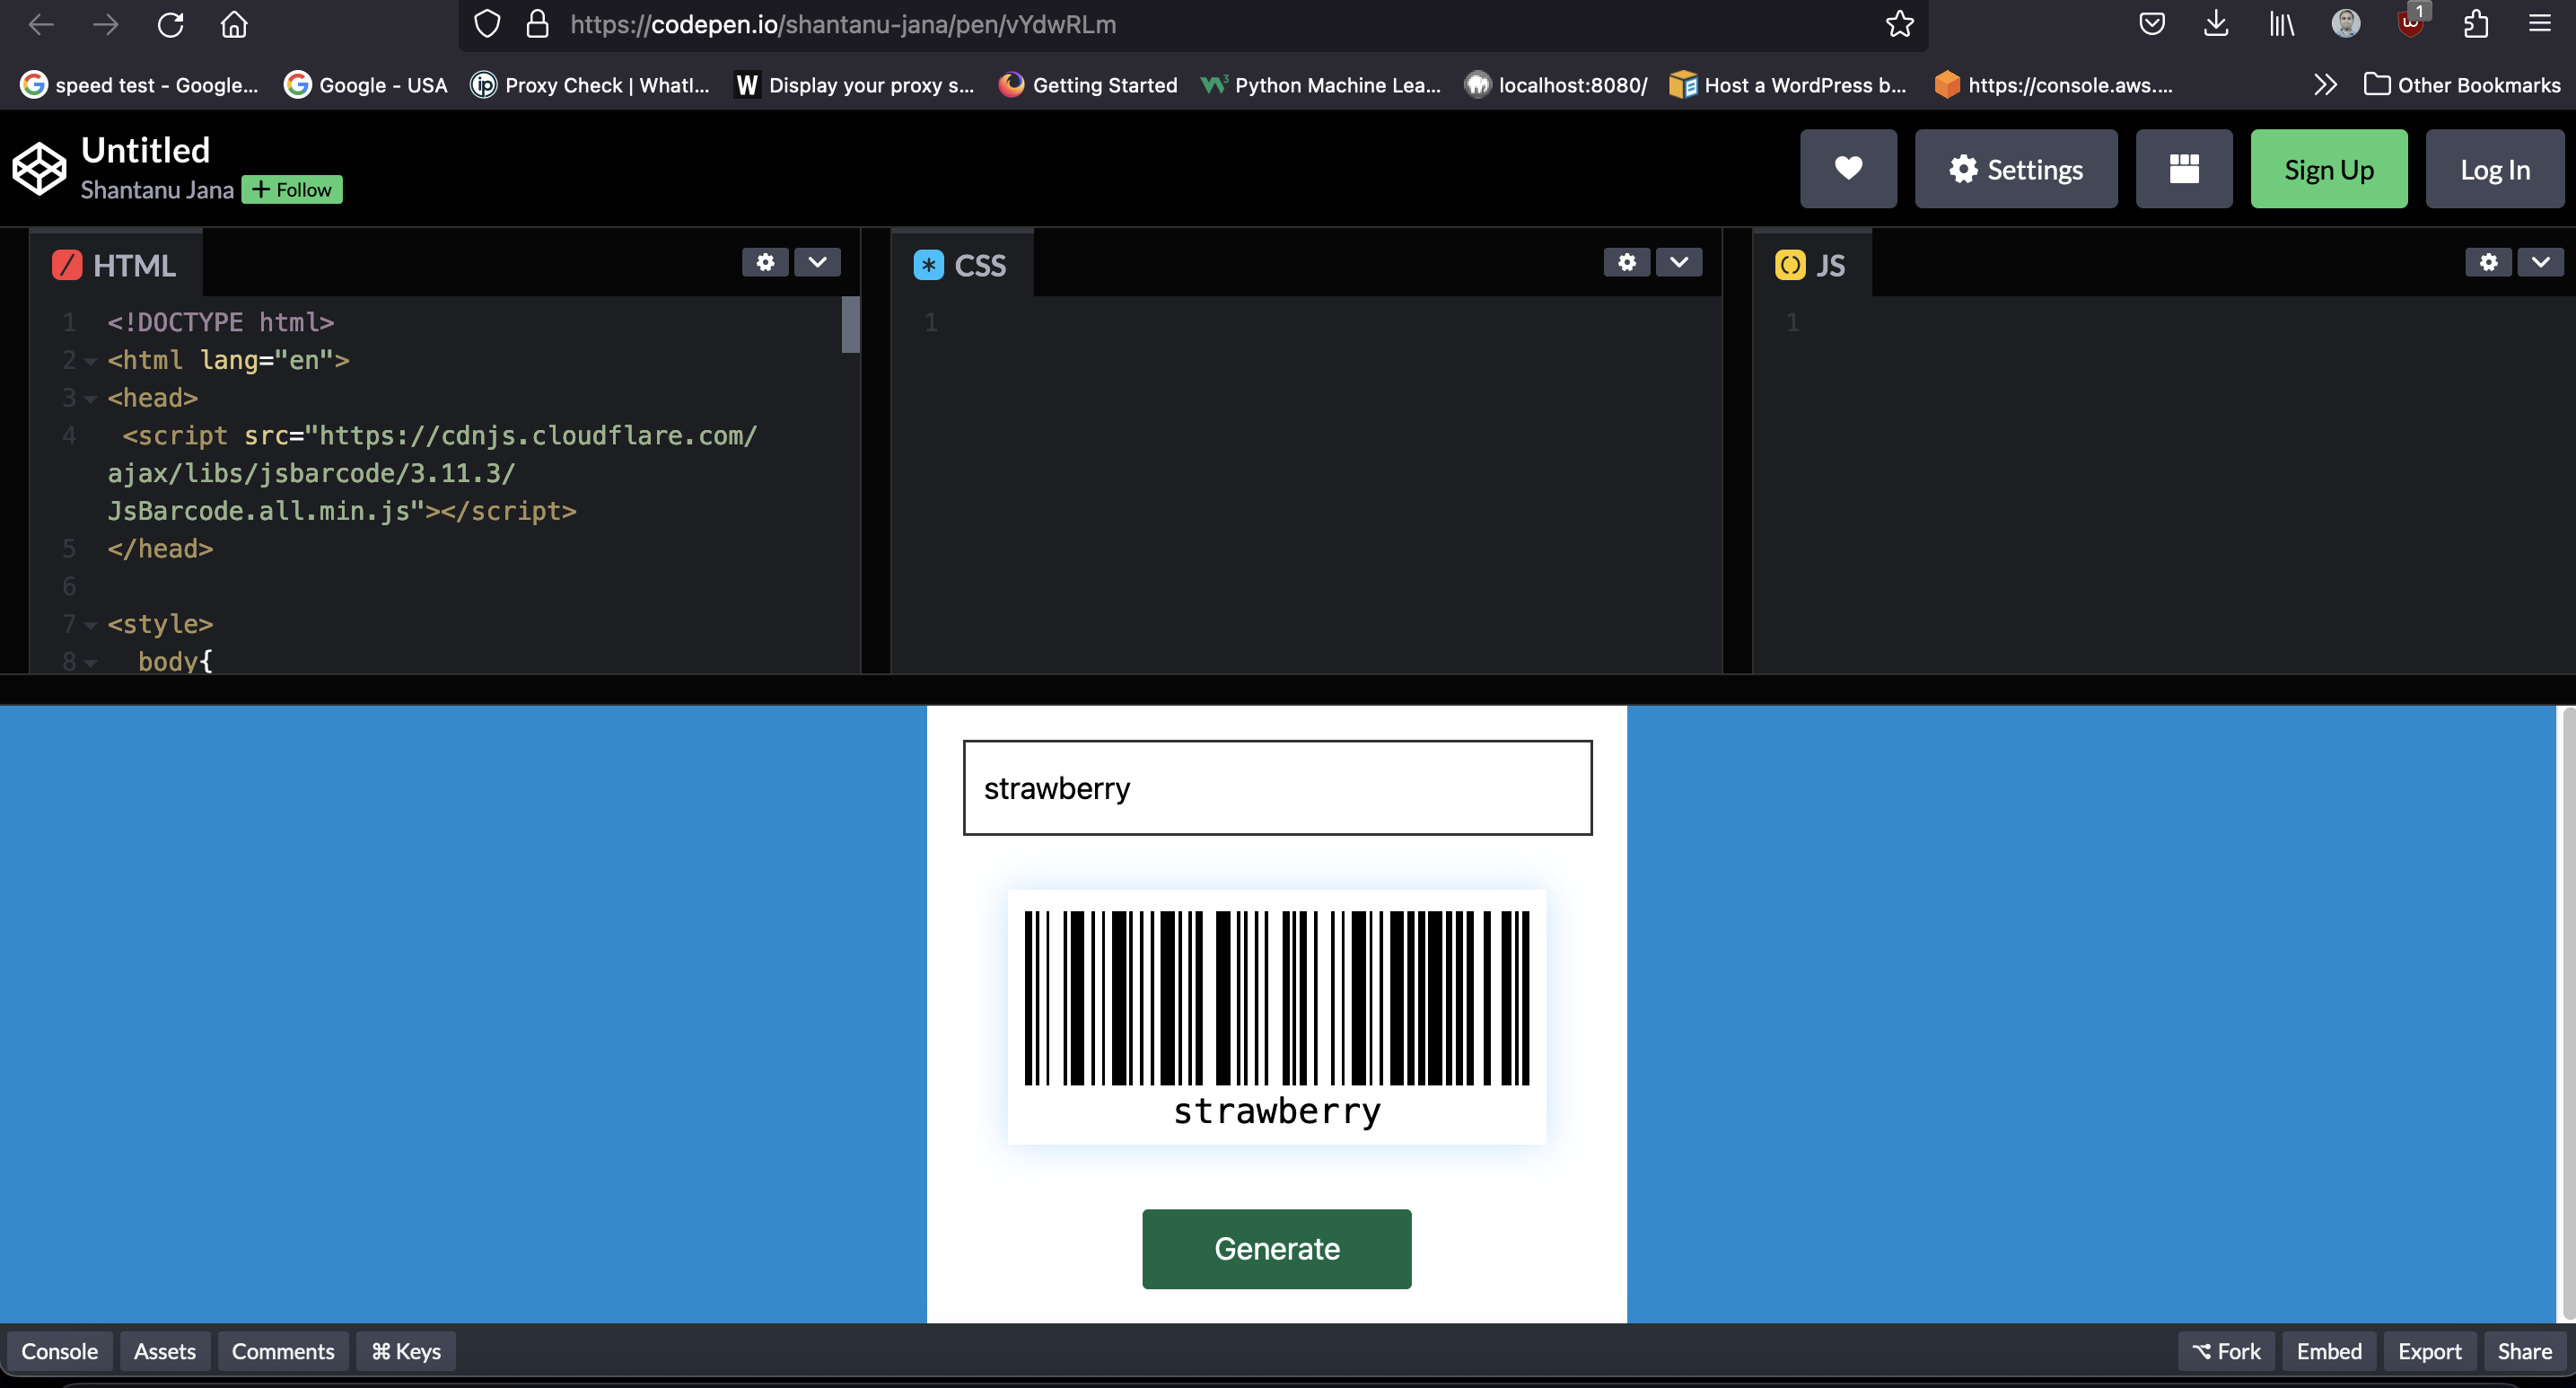 https://codepen.io/shantanu-jana/pen/vYdwRLm
1
speed test - Google...
Google - USA
Proxy Check | WhatI...
Display your proxy s...
Getting Started
Python Machine Lea...
localhost:8080/
Host a WordPress b...
https://console.aws....
Other Bookmarks
Untitled
Shantanu Jana
+ Follow
Settings
Sign Up
Log In
HTML
CSS
JS
1 <!DOCTYPE html>
2 <html lang="en">
3 <head>
4 <script src="https://cdnjs.cloudflare.com/
ajax/libs/jsbarcode/3.11.3/
JsBarcode.all.min.js"></script>
5 </head>
6
7 <style>
8 body{
1
1
strawberry
strawberry
Generate
Console
Assets
Comments
⌘ Keys
⌥ Fork
Embed
Export
Share